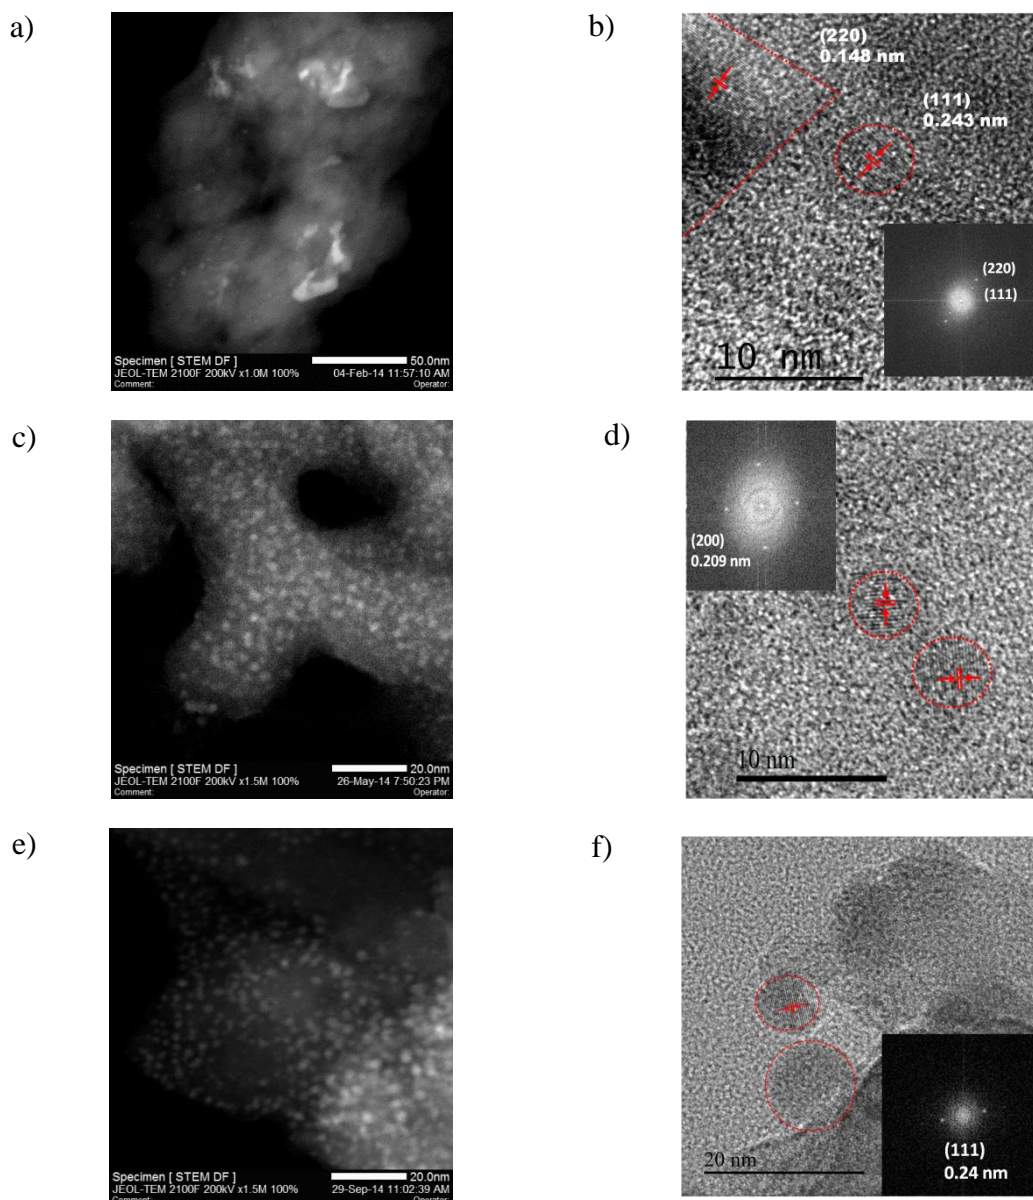 a)
b)
(220)
0.148 nm
(111)
0.243 nm
(220)
(111)
10 nm
Specimen [ STEM DF ] 50.0nm
JEOL-TEM 2100F 200kV x1.0M 100% 04-Feb-14 11:57:10 AM
Comment: Operator:
c)
d)
(200)
0.209 nm
10 nm
Specimen [ STEM DF ] 20.0nm
JEOL-TEM 2100F 200kV x1.5M 100% 26-May-14 7:50:23 PM
Comment: Operator:
e)
f)
(111)
0.24 nm
20 nm
Specimen [ STEM DF ] 20.0nm
JEOL-TEM 2100F 200kV x1.5M 100% 29-Sep-14 11:02:39 AM
Comment: Operator: